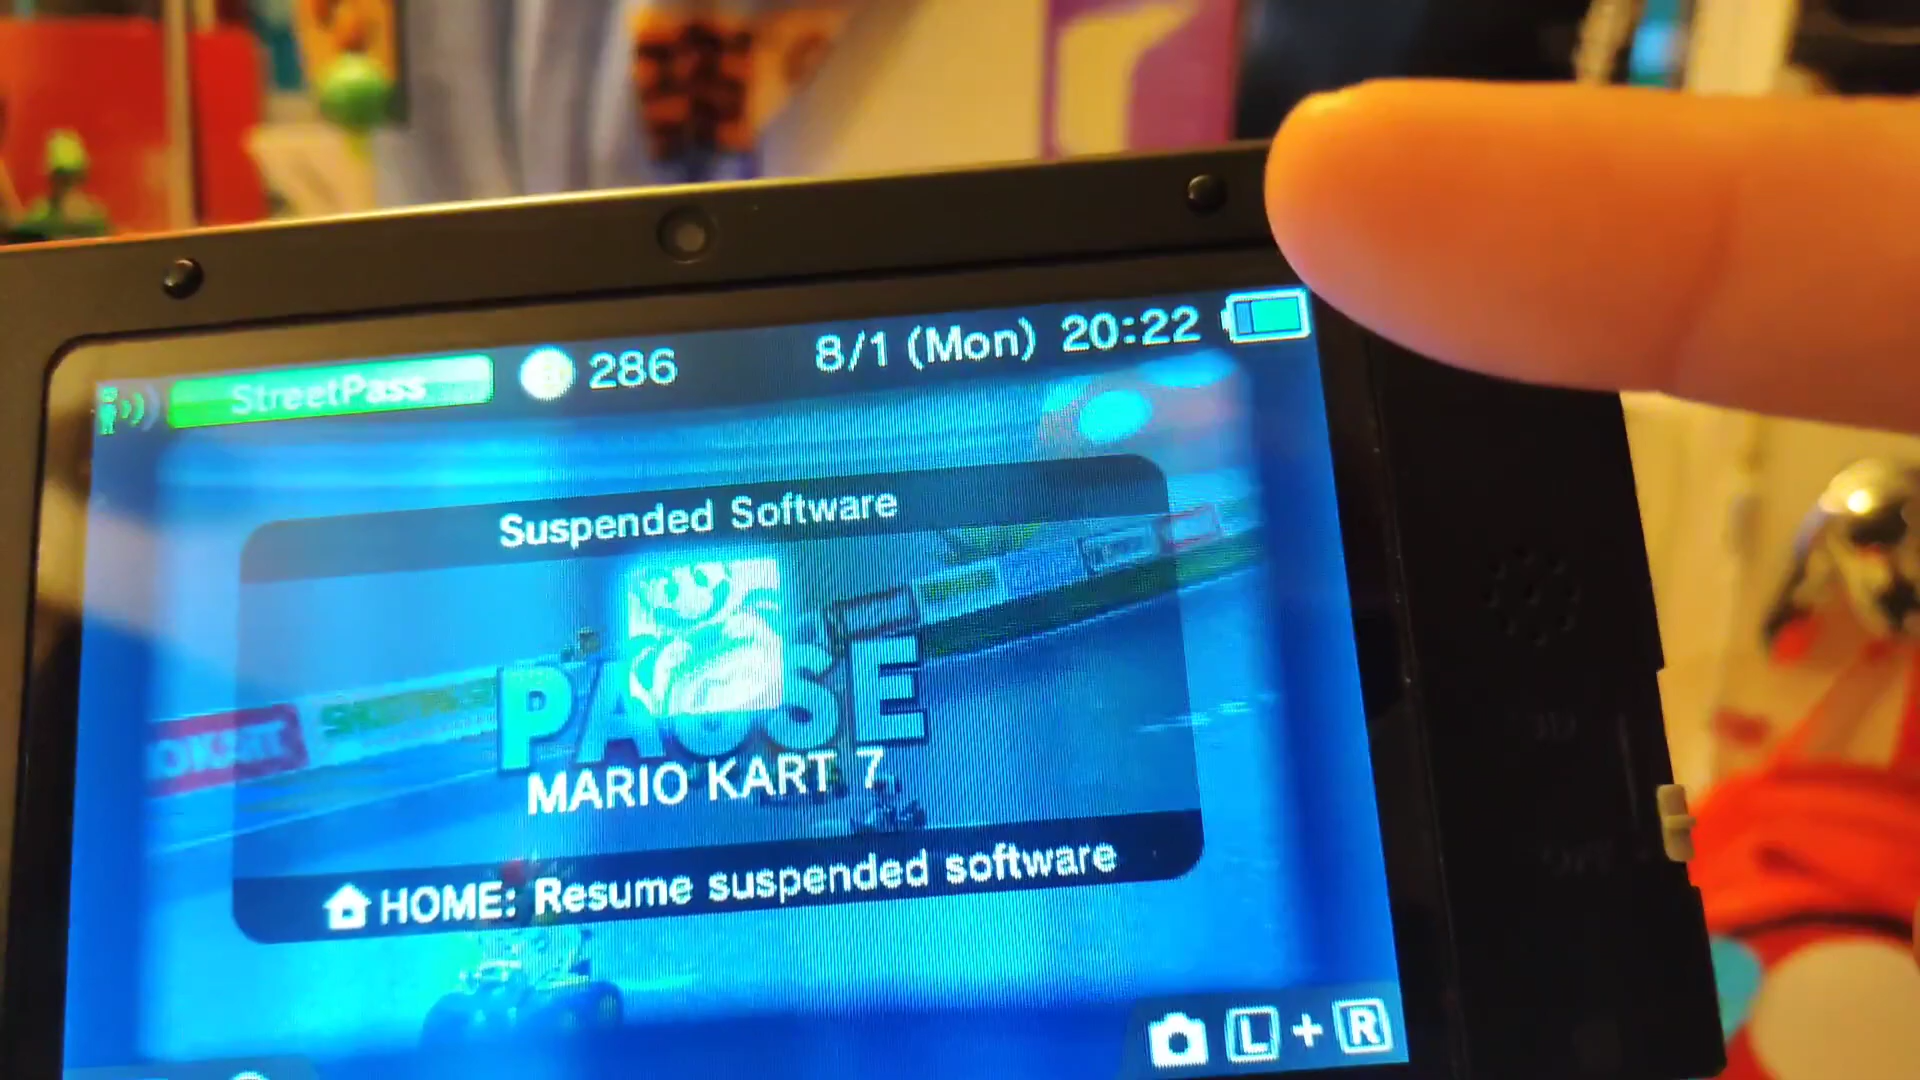 StreetPass 286 8/1 (Mon) 20:22
Suspended Software
PAUSE
MARIO KART 7
HOME: Resume suspended software
L + R